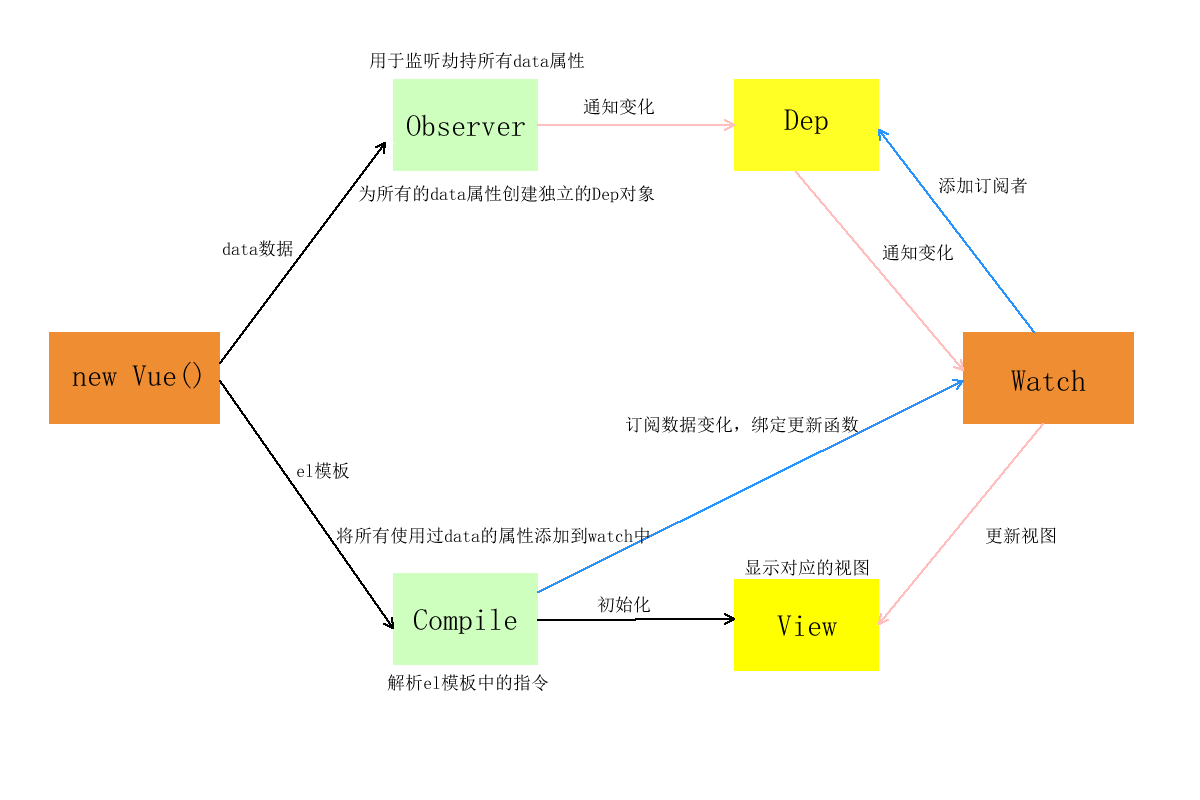 用于监听劫持所有data属性
Observer
通知变化
Dep
为所有的data属性创建独立的Dep对象
添加订阅者
data数据
通知变化
new Vue()
Watch
订阅数据变化，绑定更新函数
el模板
将所有使用过data的属性添加到watch中
更新视图
显示对应的视图
Compile
初始化
View
解析el模板中的指令